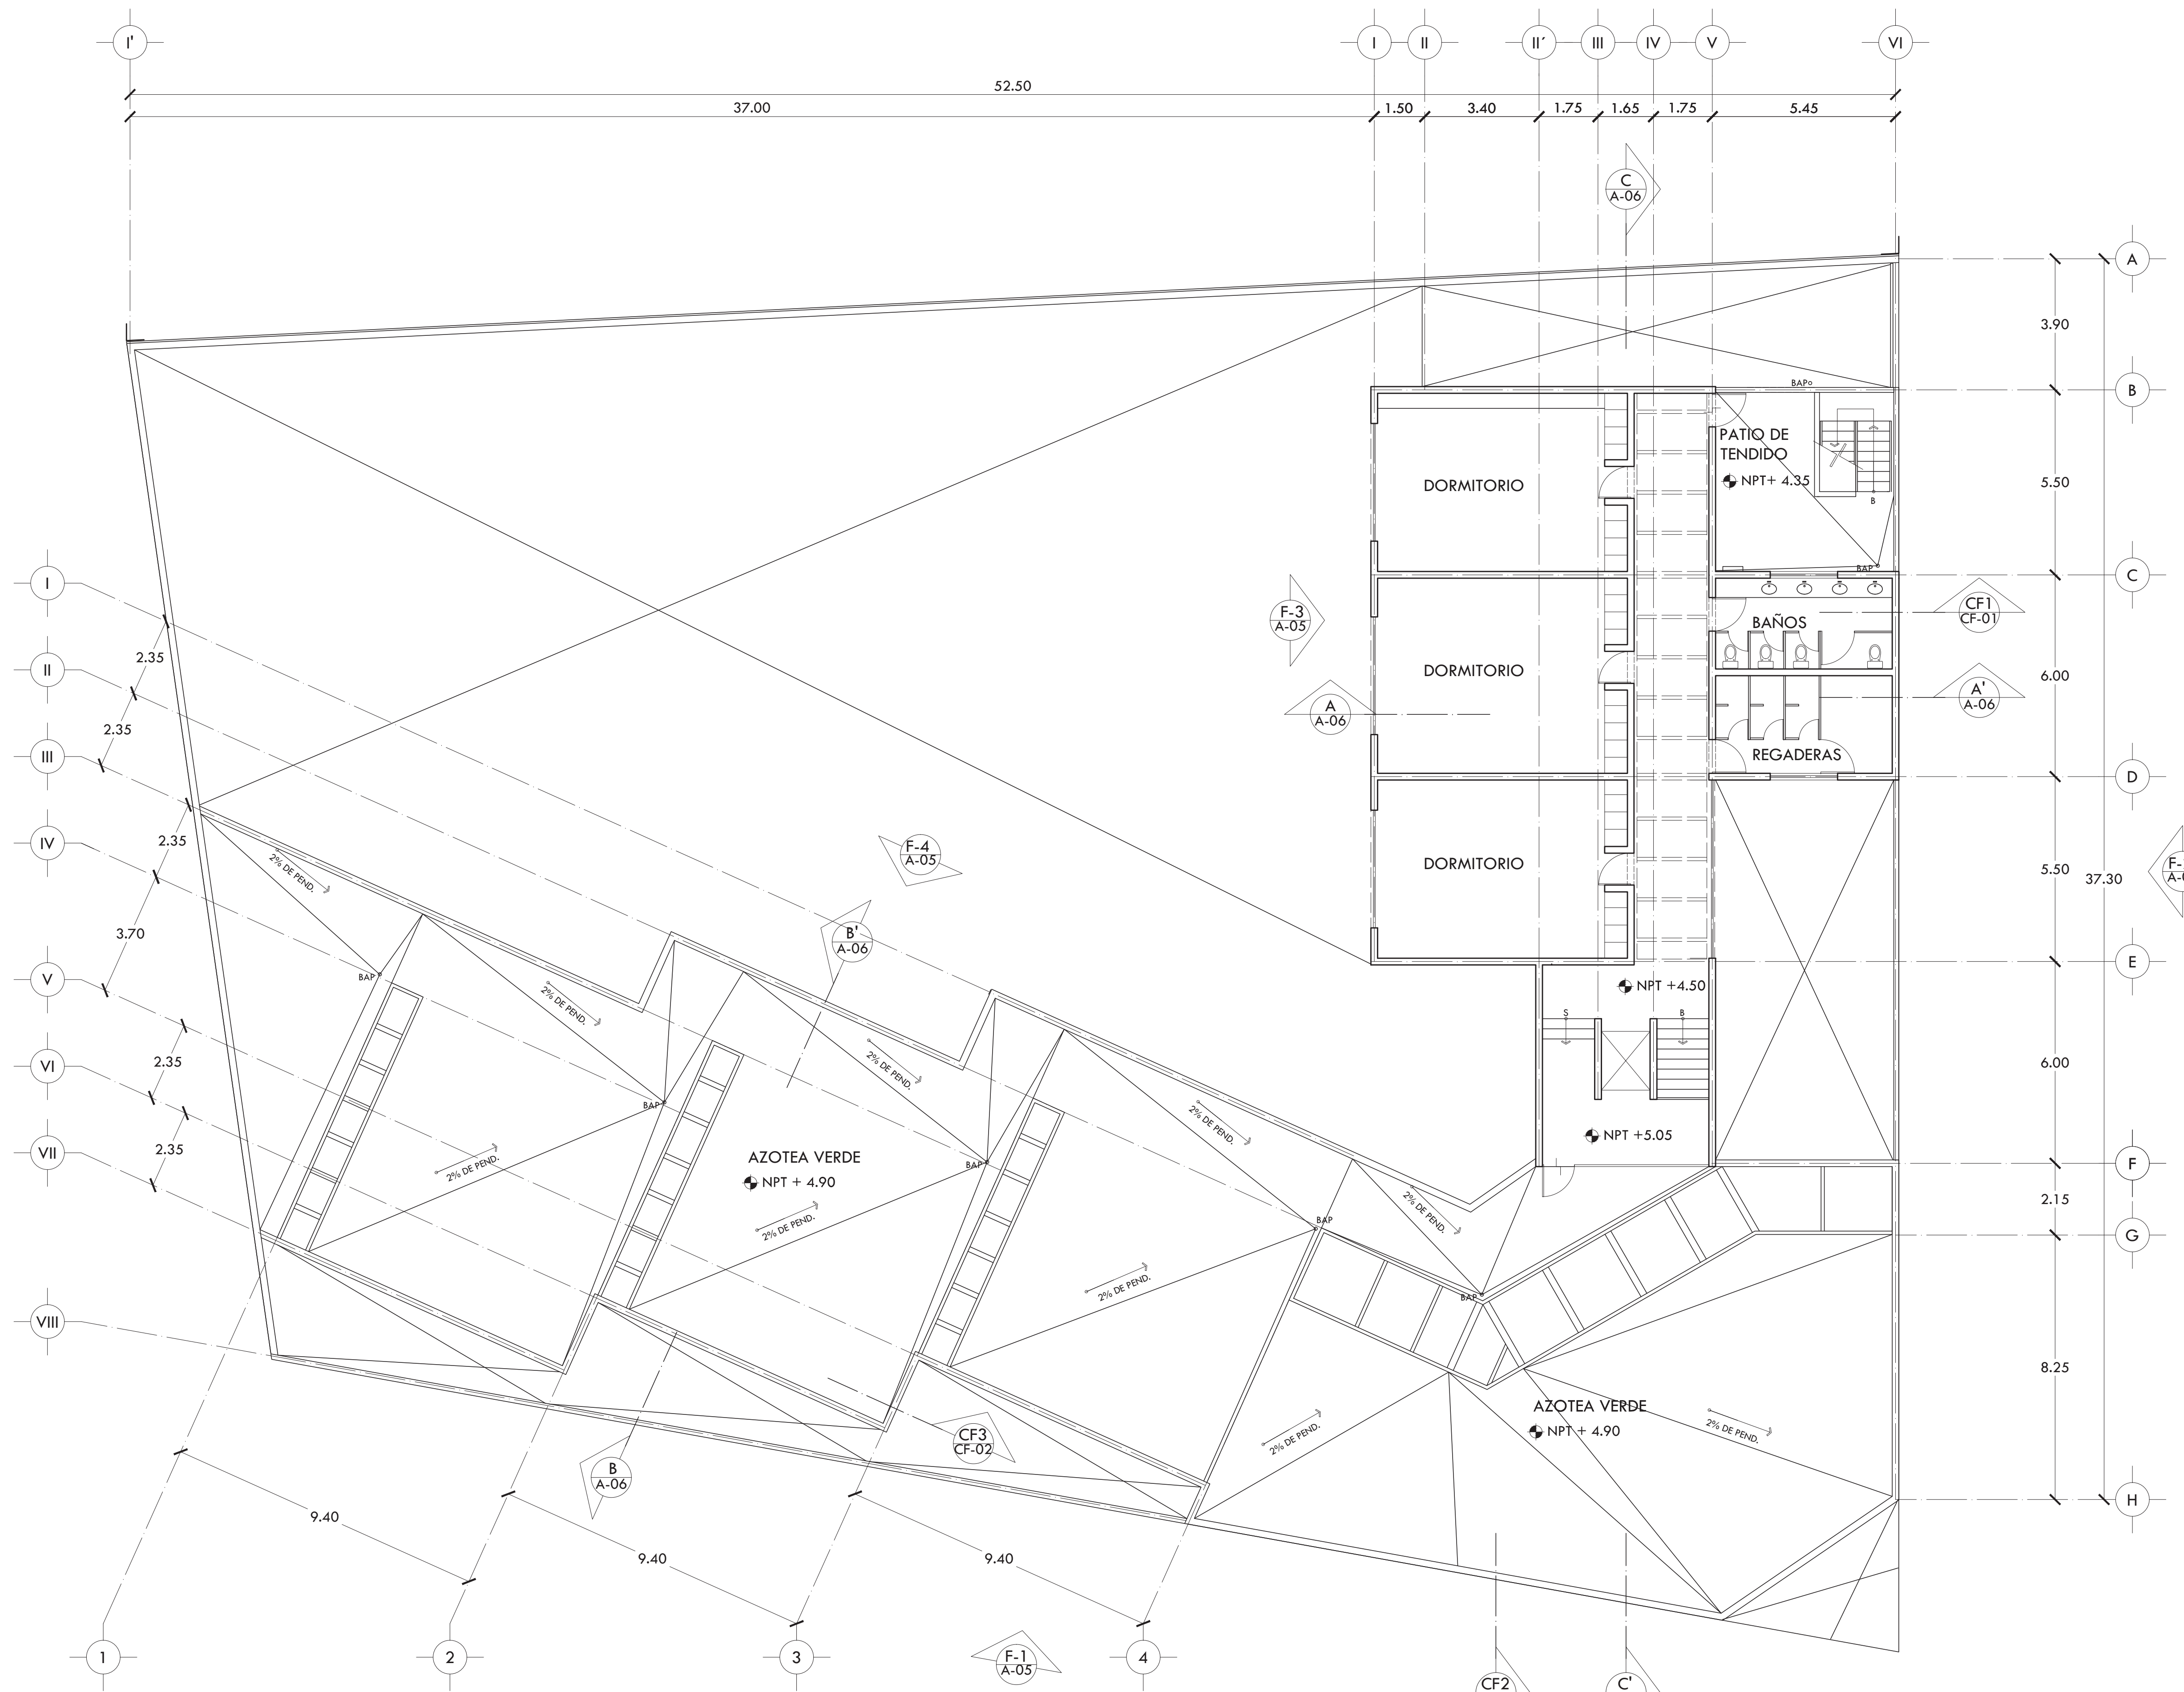 I'
I
II
II´
III
IV
V
VI
52.50
37.00
1.50
3.40
1.75
1.65
1.75
5.45
C
A-06
A
3.90
BAP
B
PATIO DE
TENDIDO
NPT+ 4.35
B
DORMITORIO
5.50
BAP
C
I
F-3
A-05
BAÑOS
CF1
CF-01
2.35
II
DORMITORIO
6.00
2.35
A
A-06
A'
A-06
III
REGADERAS
D
2.35
IV
2% DE PEND.
F-4
A-05
DORMITORIO
5.50
37.30
3.70
B'
A-06
E
V
BAP
2% DE PEND.
NPT +4.50
S
B
2.35
VI
2% DE PEND.
6.00
BAP
2% DE PEND.
NPT +5.05
2.35
VII
2% DE PEND.
AZOTEA VERDE
NPT + 4.90
BAP
F
2% DE PEND.
2% DE PEND.
2.15
BAP
G
2% DE PEND.
BAP
VIII
8.25
AZOTEA VERDE
NPT + 4.90
2% DE PEND.
2% DE PEND.
CF3
CF-02
B
A-06
H
9.40
9.40
9.40
1
2
3
F-1
A-05
4
CF2
C'